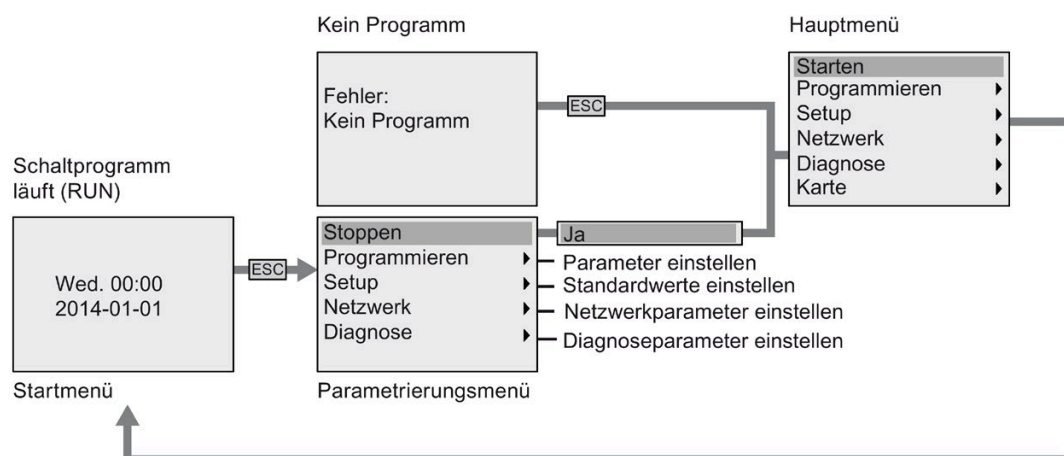 Kein Programm
Hauptmenü
Fehler:
Kein Programm
ESC
Starten
Programmieren
Setup
Netzwerk
Diagnose
Karte
Schaltprogramm
läuft (RUN)
Wed. 00:00
2014-01-01
ESC
Stoppen
Programmieren
Setup
Netzwerk
Diagnose
Ja
Parameter einstellen
Standardwerte einstellen
Netzwerkparameter einstellen
Diagnoseparameter einstellen
Startmenü
Parametrierungsmenü